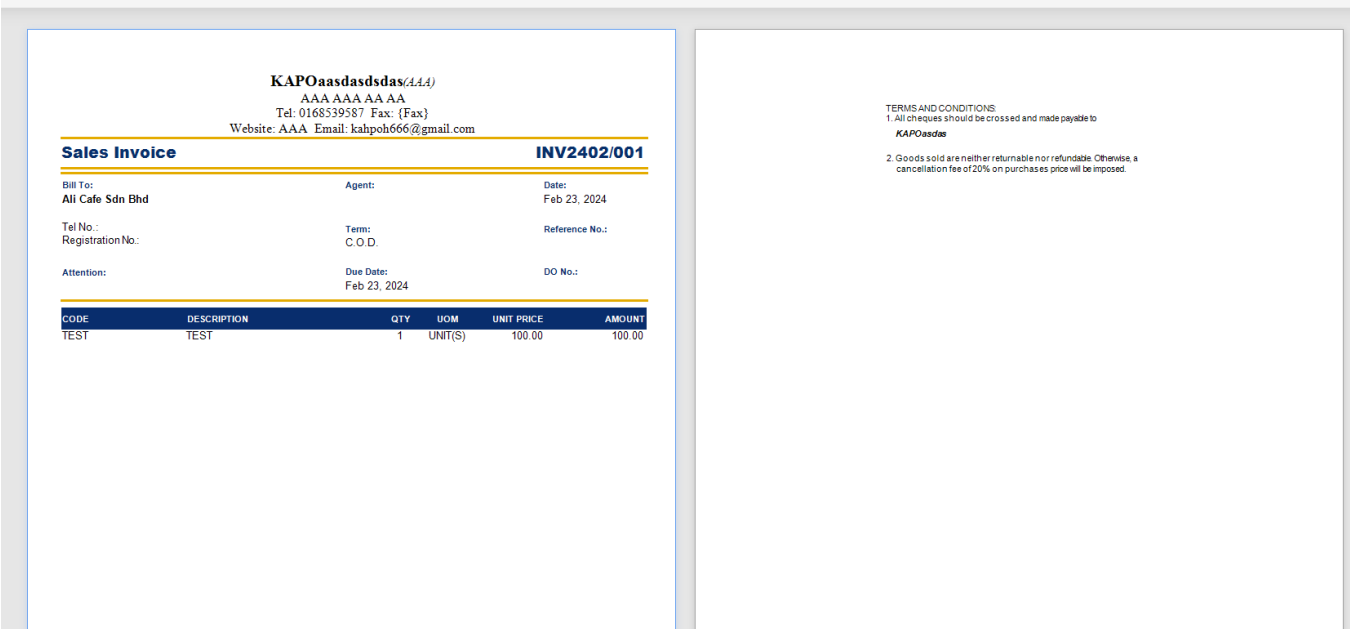 KAPOaasdasdsdas(AAA)
AAA AAA AA AA
Tel: 0168539587 Fax: {Fax}
Website: AAA Email: kahpoh666@gmail.com
Sales Invoice INV2402/001
Bill To: Agent: Date:
Ali Cafe Sdn Bhd Feb 23, 2024
Tel No.: Term: Reference No.:
Registration No.: C.O.D.
Attention: Due Date: DO No.:
Feb 23, 2024
CODE DESCRIPTION QTY UOM UNIT PRICE AMOUNT
TEST TEST 1 UNIT(S) 100.00 100.00
TERMS AND CONDITIONS:
1. All cheques should be crossed and made payable to
KAPOasdas
2. Goods sold are neither returnable nor refundable. Otherwise, a
cancellation fee of 20% on purchases price will be imposed.